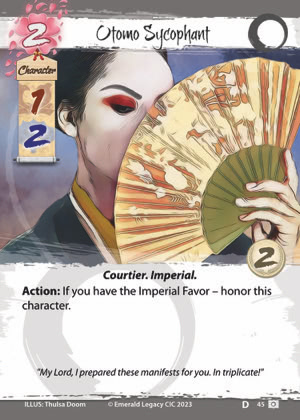 2
Otomo Sycophant
Character
1
2
2
Courtier. Imperial.
Action: If you have the Imperial Favor – honor this
character.
"My Lord, I prepared these manifests for you. In triplicate!"
ILLUS: Thulsa Doom © Emerald Legacy CIC 2023 D 45